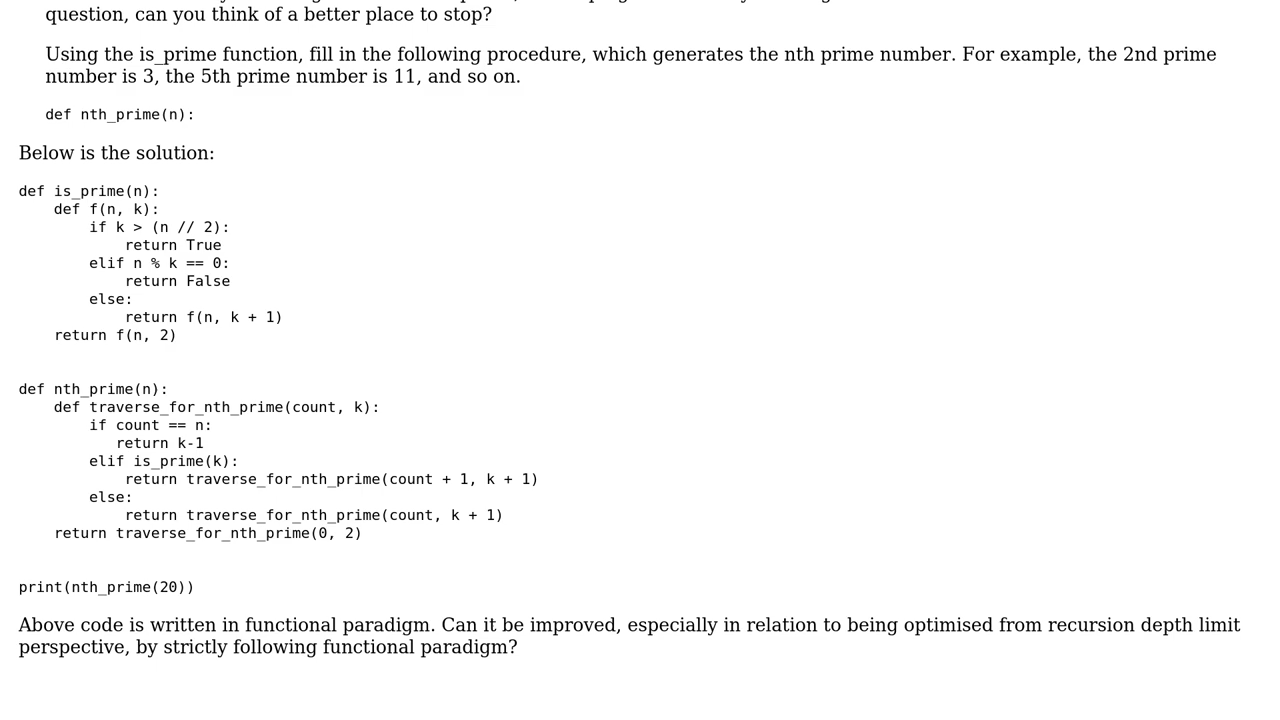 question, can you think of a better place to stop?
Using the is_prime function, fill in the following procedure, which generates the nth prime number. For example, the 2nd prime
number is 3, the 5th prime number is 11, and so on.
def nth_prime(n):
Below is the solution:
def is_prime(n):
    def f(n, k):
        if k > (n // 2):
            return True
        elif n % k == 0:
            return False
        else:
            return f(n, k + 1)
    return f(n, 2)
def nth_prime(n):
    def traverse_for_nth_prime(count, k):
        if count == n:
           return k-1
        elif is_prime(k):
            return traverse_for_nth_prime(count + 1, k + 1)
        else:
            return traverse_for_nth_prime(count, k + 1)
    return traverse_for_nth_prime(0, 2)
print(nth_prime(20))
Above code is written in functional paradigm. Can it be improved, especially in relation to being optimised from recursion depth limit
perspective, by strictly following functional paradigm?